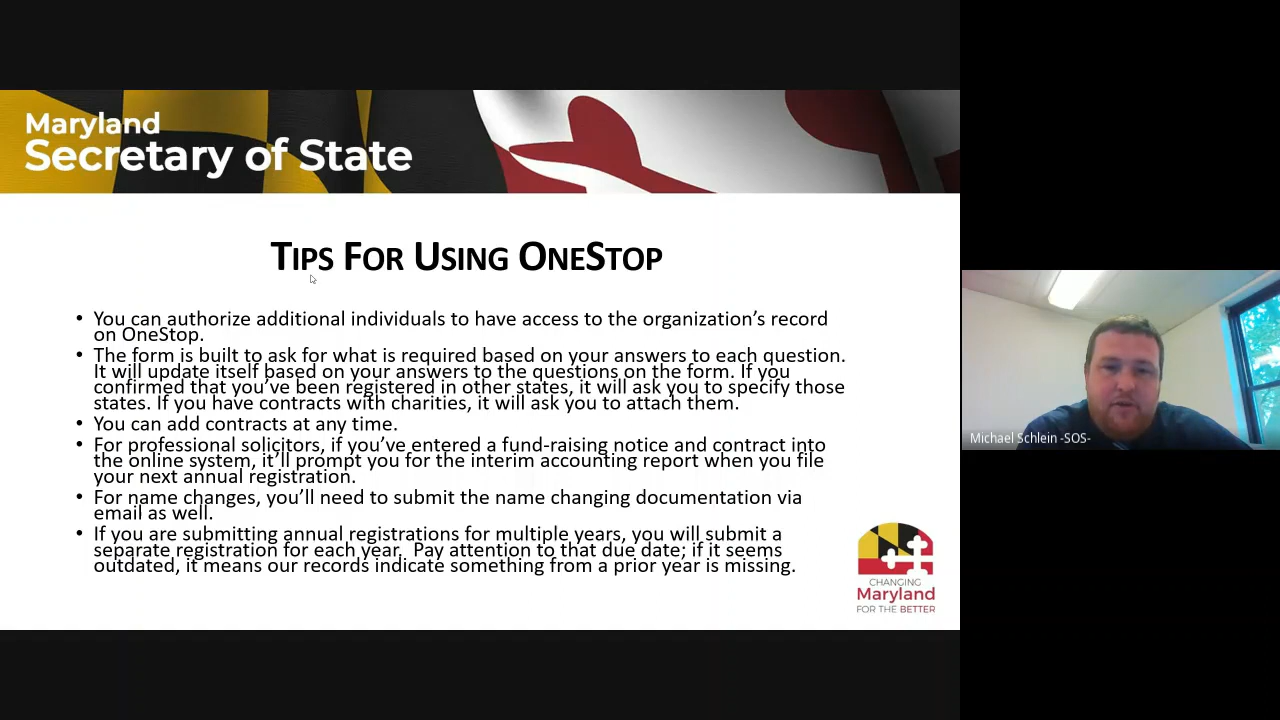 Maryland
Secretary of State
TIPS FOR USING ONESTOP
• You can authorize additional individuals to have access to the organization's record
on OneStop.
• The form is built to ask for what is required based on your answers to each question.
It will update itself based on your answers to the questions on the form. If you
confirmed that you've been registered in other states, it will ask you to specify those
states. If you have contracts with charities, it will ask you to attach them.
• You can add contracts at any time.
• For professional solicitors, if you've entered a fund-raising notice and contract into
the online system, it'll prompt you for the interim accounting report when you file
your next annual registration.
• For name changes, you'll need to submit the name changing documentation via
email as well.
• If you are submitting annual registrations for multiple years, you will submit a
separate registration for each year. Pay attention to that due date; if it seems
outdated, it means our records indicate something from a prior year is missing.
CHANGING
Maryland
FOR THE BETTER
Michael Schlein -SOS-